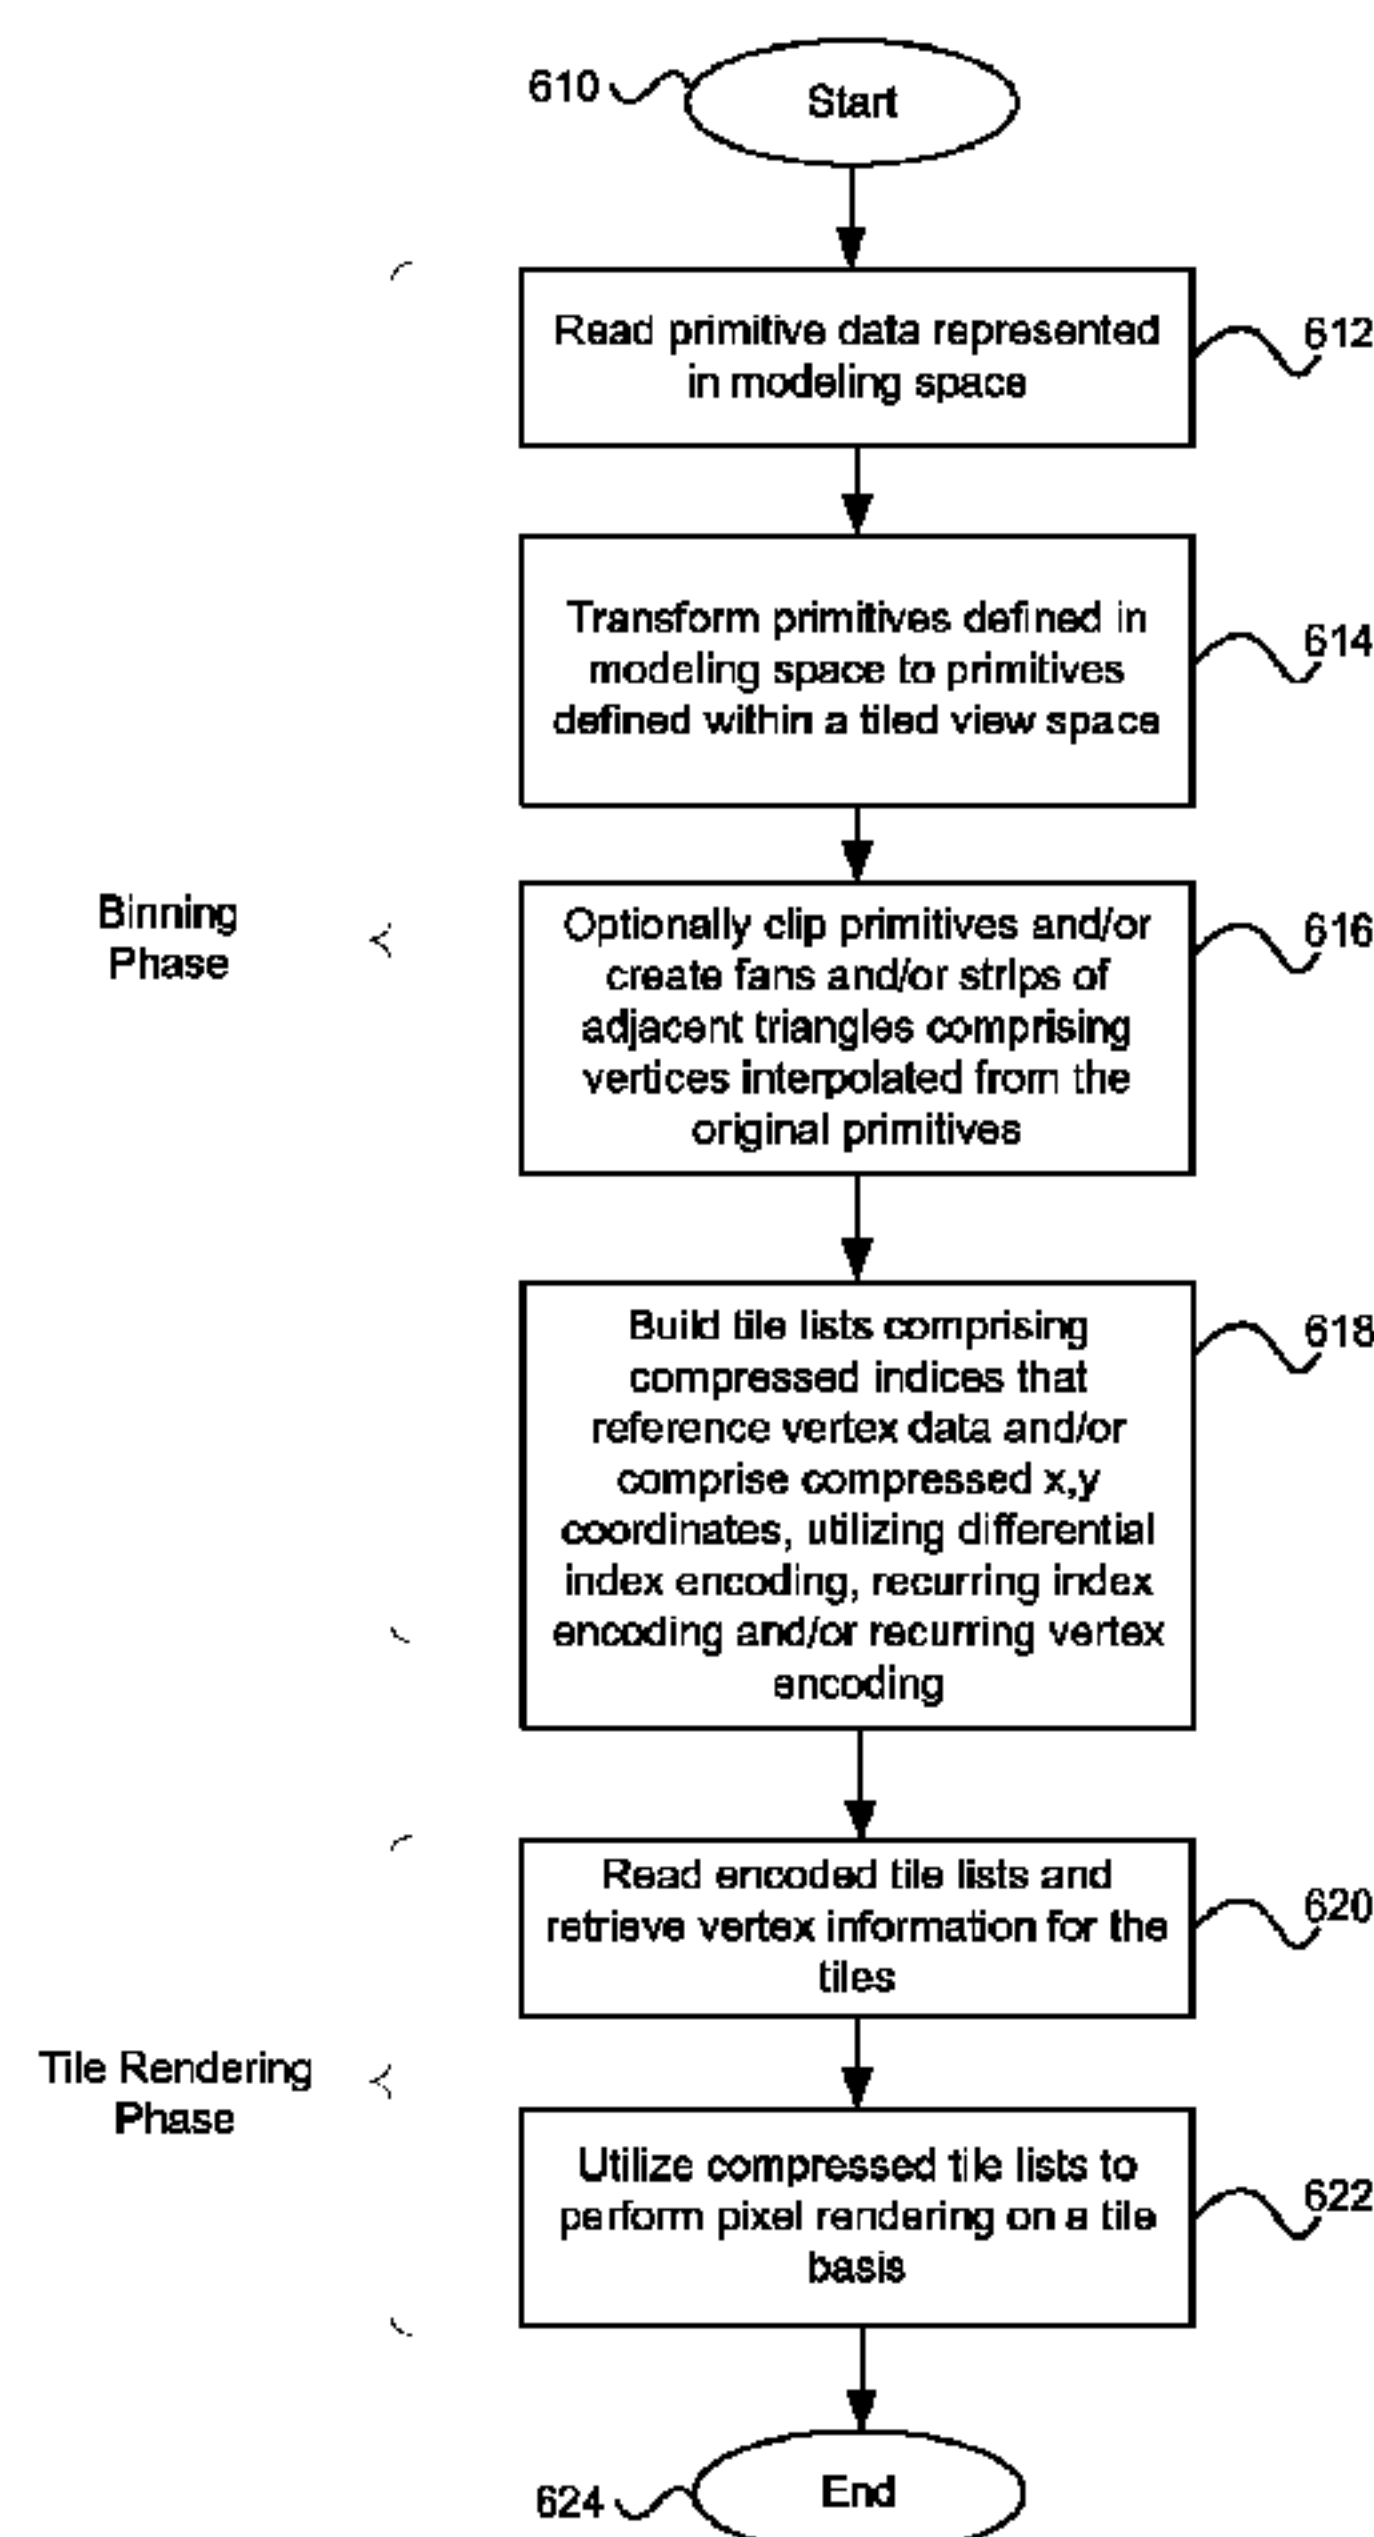 610
Start
Read primitive data represented
in modeling space
612
Transform primitives defined in
modeling space to primitives
defined within a tiled view space
614
Binning
Phase
Optionally clip primitives and/or
create fans and/or strips of
adjacent triangles comprising
vertices interpolated from the
original primitives
616
Build tile lists comprising
compressed indices that
reference vertex data and/or
comprise compressed x,y
coordinates, utilizing differential
index encoding, recurring index
encoding and/or recurring vertex
encoding
618
Read encoded tile lists and
retrieve vertex information for the
tiles
620
Tile Rendering
Phase
Utilize compressed tile lists to
perform pixel rendering on a tile
basis
622
End
624